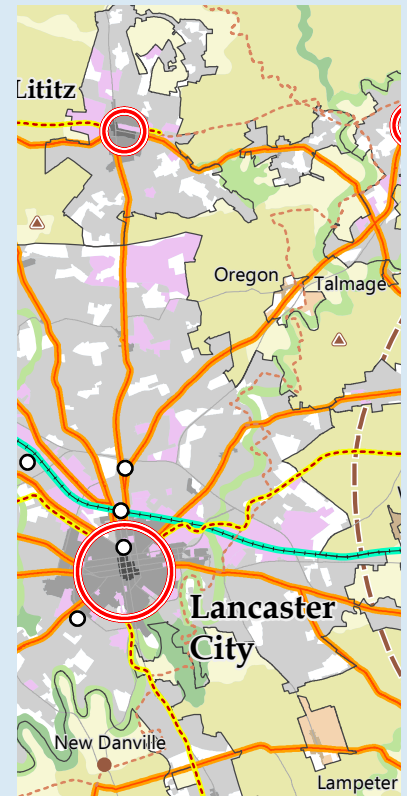 Lititz
Oregon
Talmage
Lancaster
City
New Danville
Lampeter